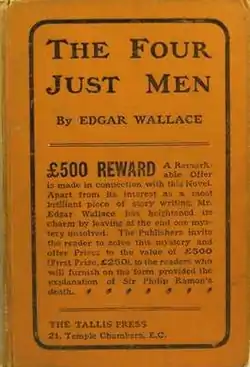 THE FOUR
JUST MEN
By EDGAR WALLACE
£500 REWARD A Remark-
able Offer
is made in connection with this Novel.
Apart from its interest as a most
brilliant piece of story writing, Mr.
Edgar Wallace has heightened its
charm by leaving at the end one mys-
tery unsolved. The Publishers invite
the reader to solve this mystery and
offer Prizes to the value of £500
(First Prize, £250), to the readers who
will furnish on the form provided the
explanation of Sir Philip Ramon's
death.
THE TALLIS PRESS
21, Temple Chambers, E.C.